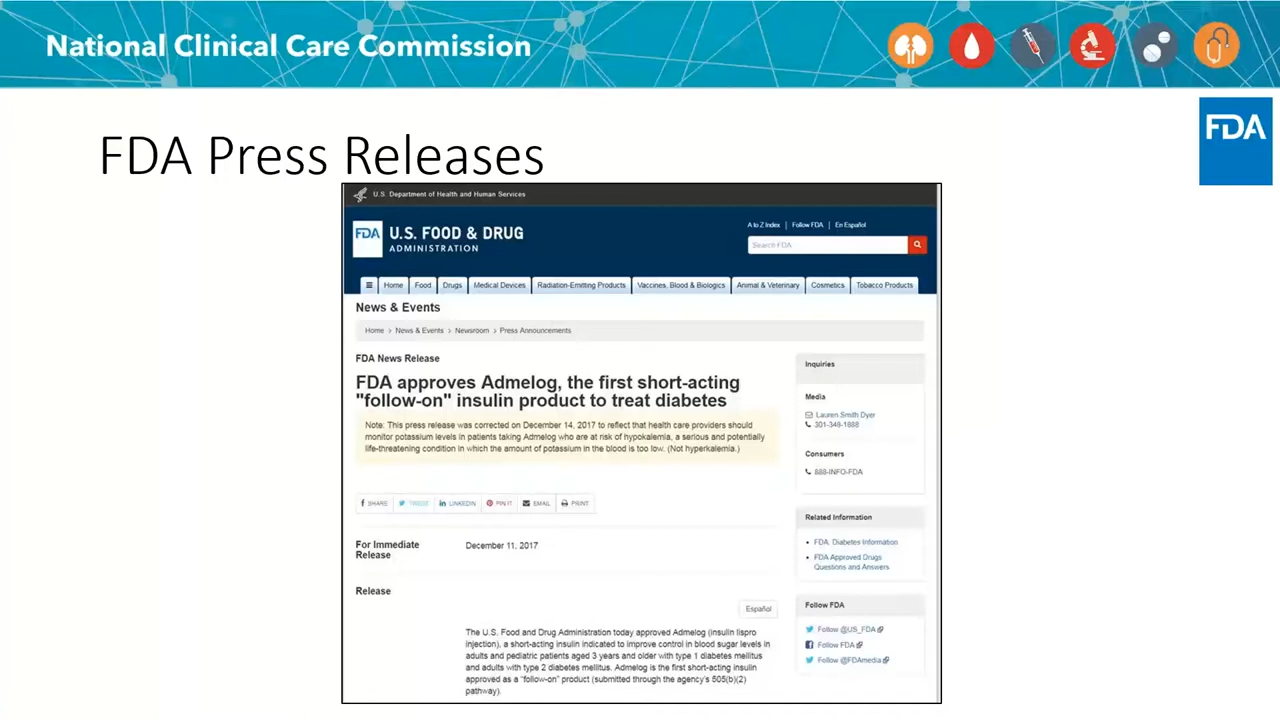 National Clinical Care Commission
FDA
FDA Press Releases
U.S. Department of Health and Human Services
FDA
U.S. FOOD & DRUG
ADMINISTRATION
A to Z Index | Follow FDA | En Español
Search FDA
Home Food Drugs Medical Devices Radiation-Emitting Products Vaccines, Blood & Biologics Animal & Veterinary Cosmetics Tobacco Products
News & Events
Home > News & Events > Newsroom > Press Announcements
FDA News Release
FDA approves Admelog, the first short-acting
"follow-on" insulin product to treat diabetes
Note: This press release was corrected on December 14, 2017 to reflect that health care providers should
monitor potassium levels in patients taking Admelog who are at risk of hypokalemia, a serious and potentially
life-threatening condition in which the amount of potassium in the blood is too low. (Not hyperkalemia.)
SHARE TWEET LINKEDIN PIN IT EMAIL PRINT
For Immediate
Release
December 11, 2017
Release
Español
The U.S. Food and Drug Administration today approved Admelog (insulin lispro
injection), a short-acting insulin indicated to improve control in blood sugar levels in
adults and pediatric patients aged 3 years and older with type 1 diabetes mellitus
and adults with type 2 diabetes mellitus. Admelog is the first short-acting insulin
approved as a "follow-on" product (submitted through the agency's 505(b)(2)
pathway).
Inquiries
Media
Lauren Smith Dyer
Consumers
888-INFO-FDA
Related Information
FDA: Diabetes Information
FDA Approved Drugs
Questions and Answers
Follow FDA
Follow @US_FDA
Follow FDA
Follow @FDAmedia